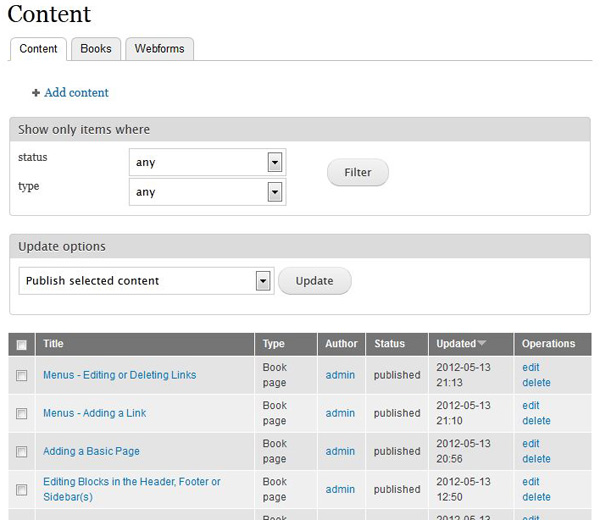 Content
Content Books Webforms
Add content
Show only items where
status any
Filter
type any
Update options
Publish selected content Update
Title Type Author Status Updated Operations
Menus - Editing or Deleting Links Book page admin published 2012-05-13 21:13 edit delete
Menus - Adding a Link Book page admin published 2012-05-13 21:10 edit delete
Adding a Basic Page Book page admin published 2012-05-13 20:56 edit delete
Editing Blocks in the Header, Footer or Sidebar(s) Book page admin published 2012-05-13 12:50 edit delete